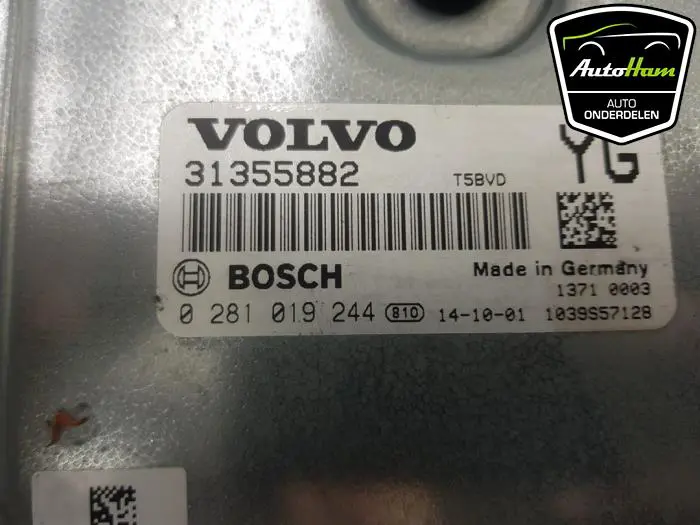 AutoHam
AUTO
ONDERDELEN
VOLVO
YG
31355882 T5BVD
BOSCH Made in Germany
1371 0003
0 281 019 244 810 14-10-01 1039S57128